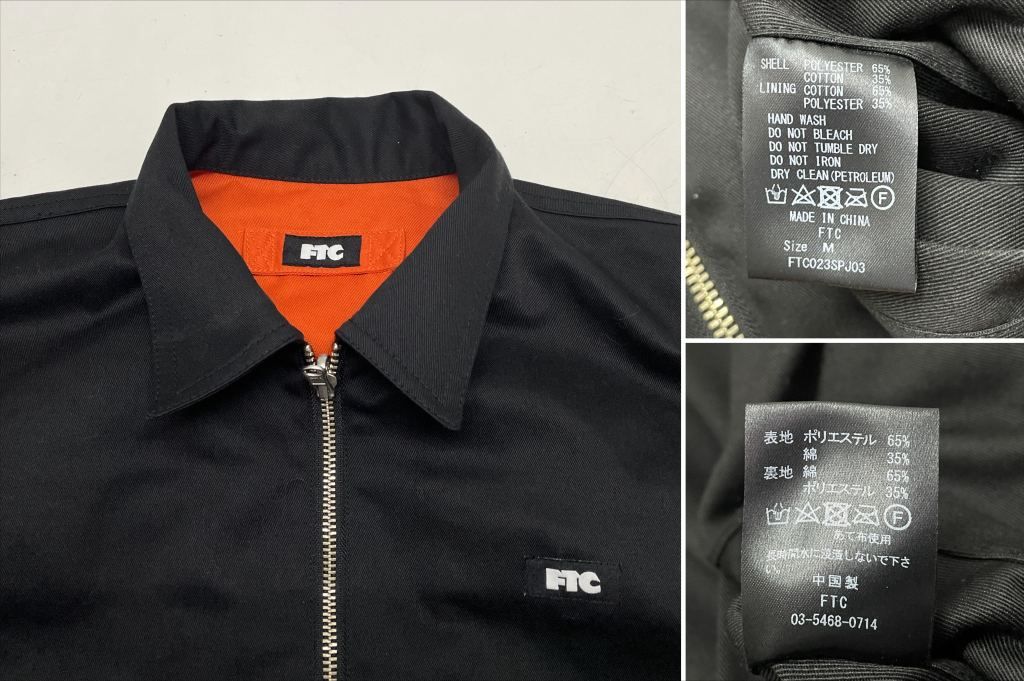 FTC
FTC
SHELL POLYESTER 65%
COTTON 35%
LINING COTTON 65%
POLYESTER 35%
HAND WASH
DO NOT BLEACH
DO NOT TUMBLE DRY
DO NOT IRON
DRY CLEAN(PETROLEUM)
F
MADE IN CHINA
FTC
Size M
FTC023SPJ03
表地 ポリエステル 65%
綿 35%
裏地 綿 65%
ポリエステル 35%
F
あて布使用
長時間水に浸漬しないで下さ
い。
中国製
FTC
03-5468-0714